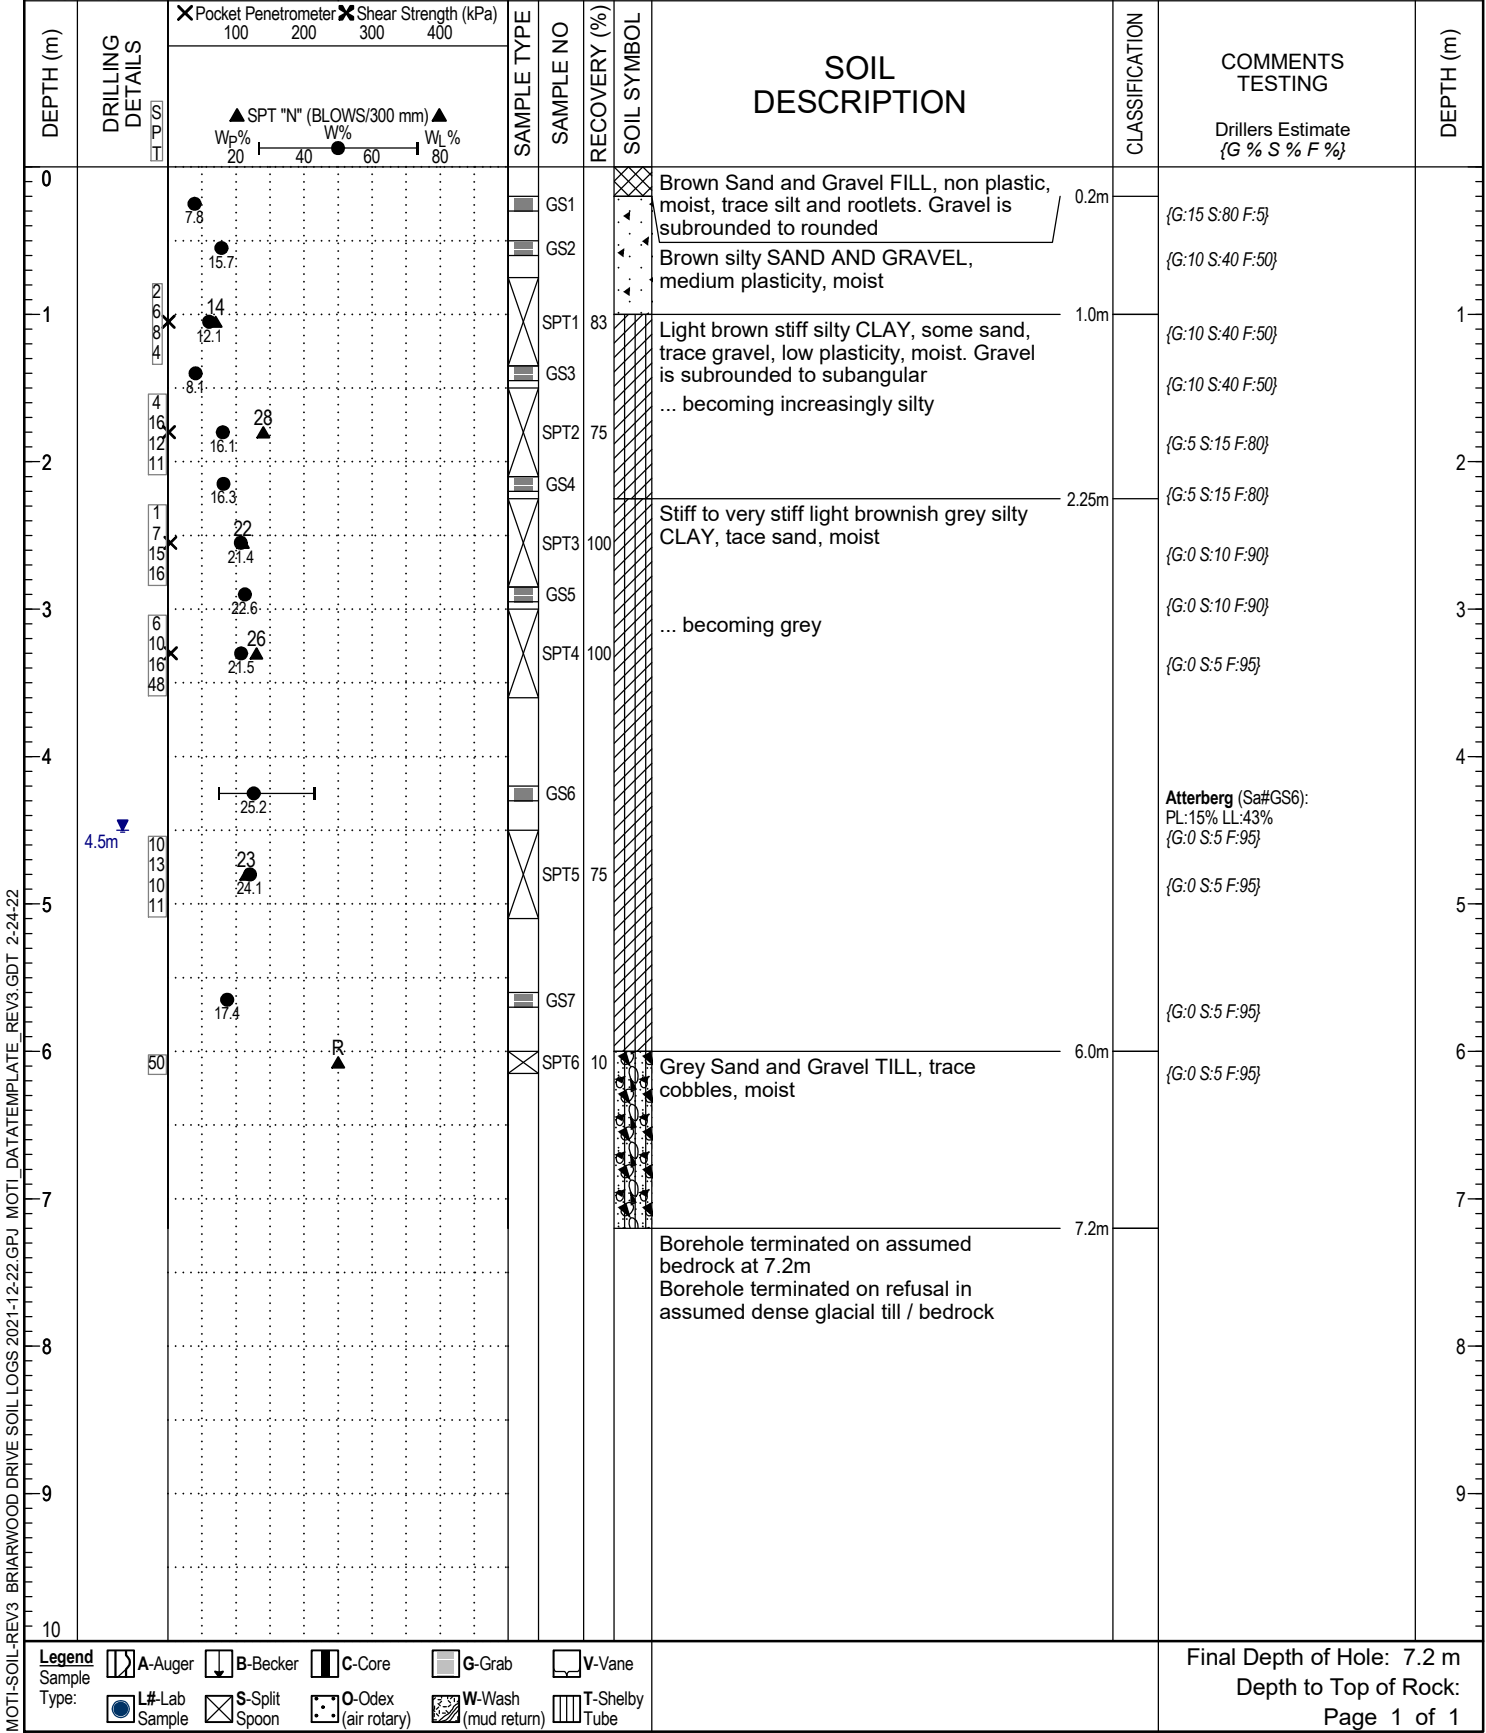 DEPTH (m)
DRILLING
DETAILS
S
P
T
Pocket Penetrometer Shear Strength (kPa)
100 200 300 400
SPT "N" (BLOWS/300 mm)
WP% W% WL%
20 40 60 80
SAMPLE TYPE
SAMPLE NO
RECOVERY (%)
SOIL SYMBOL
SOIL
DESCRIPTION
CLASSIFICATION
COMMENTS
TESTING
Drillers Estimate
{G % S % F %}
DEPTH (m)
0
Brown Sand and Gravel FILL, non plastic,
moist, trace silt and rootlets. Gravel is
subrounded to rounded
0.2m
7.8
GS1
{G:15 S:80 F:5}
15.7
GS2
Brown silty SAND AND GRAVEL,
medium plasticity, moist
{G:10 S:40 F:50}
1
2
6
8
4
14
12.1
SPT1 83
1.0m
1
Light brown stiff silty CLAY, some sand,
trace gravel, low plasticity, moist. Gravel
is subrounded to subangular
{G:10 S:40 F:50}
8.1
GS3
{G:10 S:40 F:50}
... becoming increasingly silty
4
16
12
11
28
16.1
SPT2 75
{G:5 S:15 F:80}
2
2
16.3
GS4
{G:5 S:15 F:80}
2.25m
1
7
15
16
22
21.4
SPT3 100
Stiff to very stiff light brownish grey silty
CLAY, tace sand, moist
{G:0 S:10 F:90}
22.6
GS5
{G:0 S:10 F:90}
3
3
6
10
16
48
26
21.5
SPT4 100
... becoming grey
{G:0 S:5 F:95}
4
4
25.2
GS6
Atterberg (Sa#GS6):
PL:15% LL:43%
{G:0 S:5 F:95}
4.5m
10
13
10
11
23
24.1
SPT5 75
{G:0 S:5 F:95}
5
5
17.4
GS7
{G:0 S:5 F:95}
6
6.0m
6
50
R
SPT6 10
Grey Sand and Gravel TILL, trace
cobbles, moist
{G:0 S:5 F:95}
7
7
7.2m
Borehole terminated on assumed
bedrock at 7.2m
Borehole terminated on refusal in
assumed dense glacial till / bedrock
8
8
9
9
10
MOTI-SOIL-REV3 BRIARWOOD DRIVE SOIL LOGS 2021-12-22.GPJ MOTI_DATATEMPLATE_REV3.GDT 2-24-22
Legend
Sample
Type:
A-Auger
B-Becker
C-Core
G-Grab
V-Vane
L#-Lab
Sample
S-Split
Spoon
O-Odex
(air rotary)
W-Wash
(mud return)
T-Shelby
Tube
Final Depth of Hole: 7.2 m
Depth to Top of Rock:
Page 1 of 1